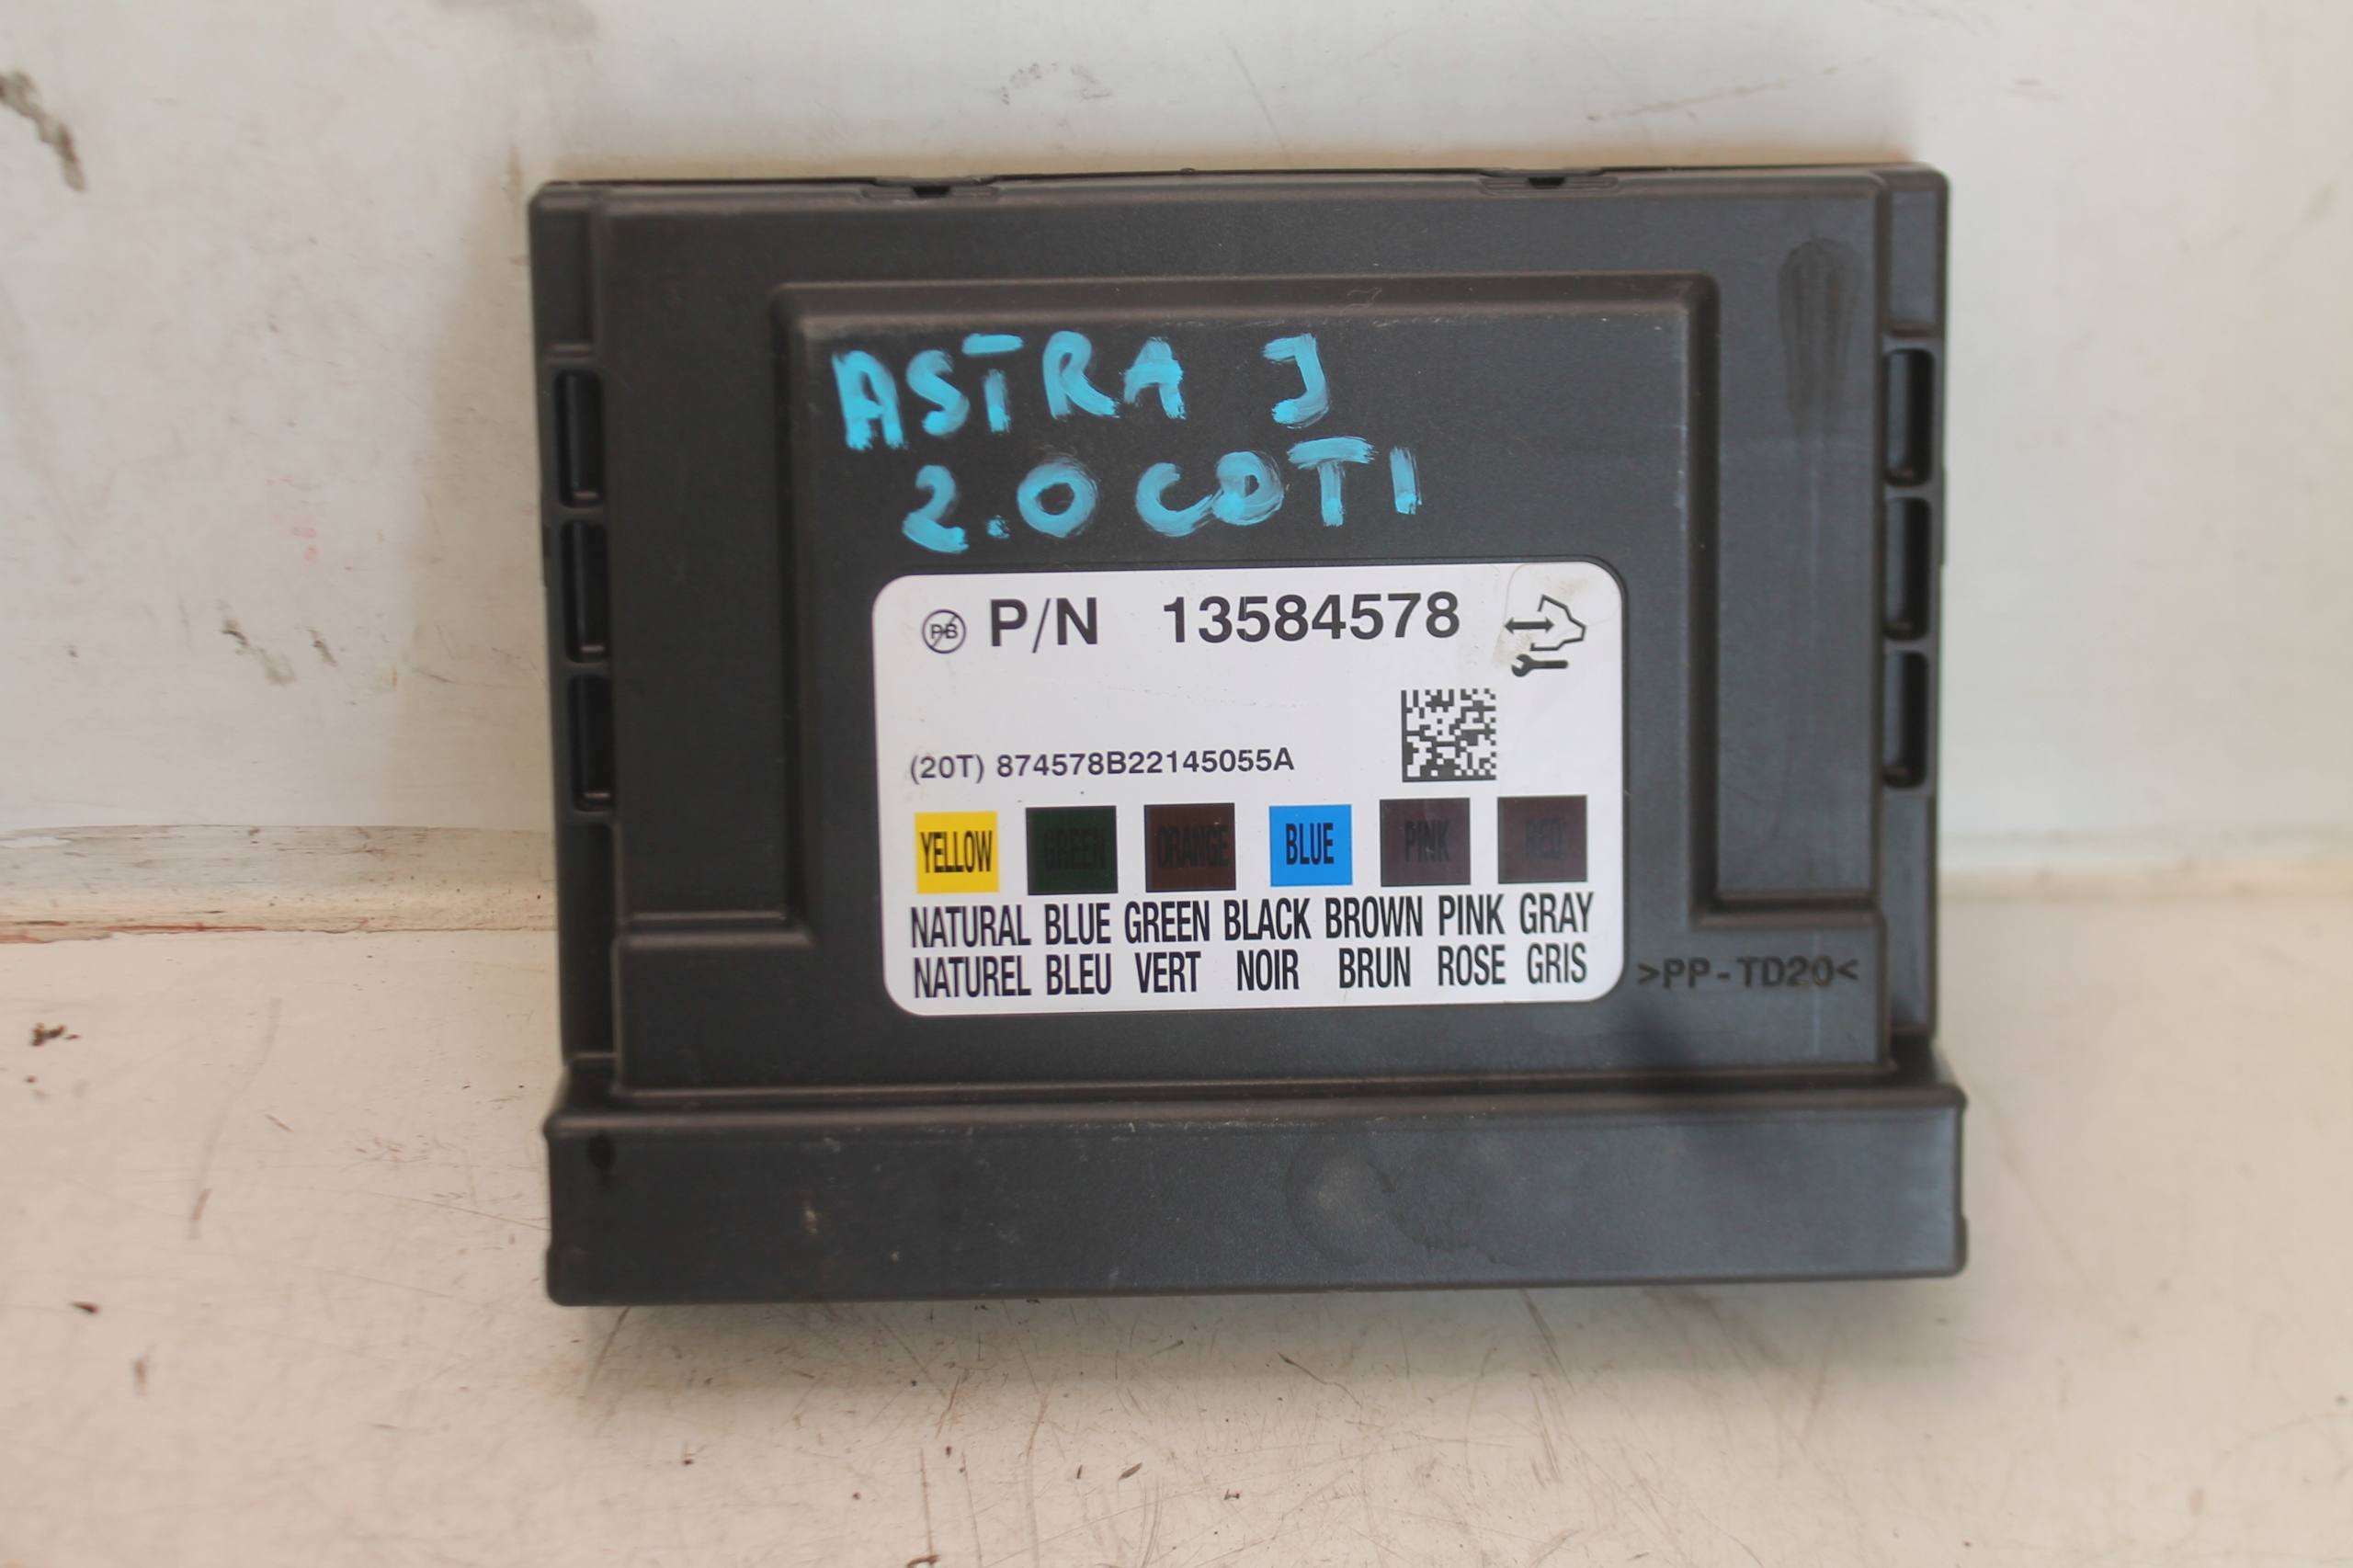 ASTRA J
2.0 CDTI
PB P/N 13584578
(20T) 874578B22145055A
YELLOW GREEN ORANGE BLUE PINK RED
NATURAL BLUE GREEN BLACK BROWN PINK GRAY
NATUREL BLEU VERT NOIR BRUN ROSE GRIS
>PP-TD20<